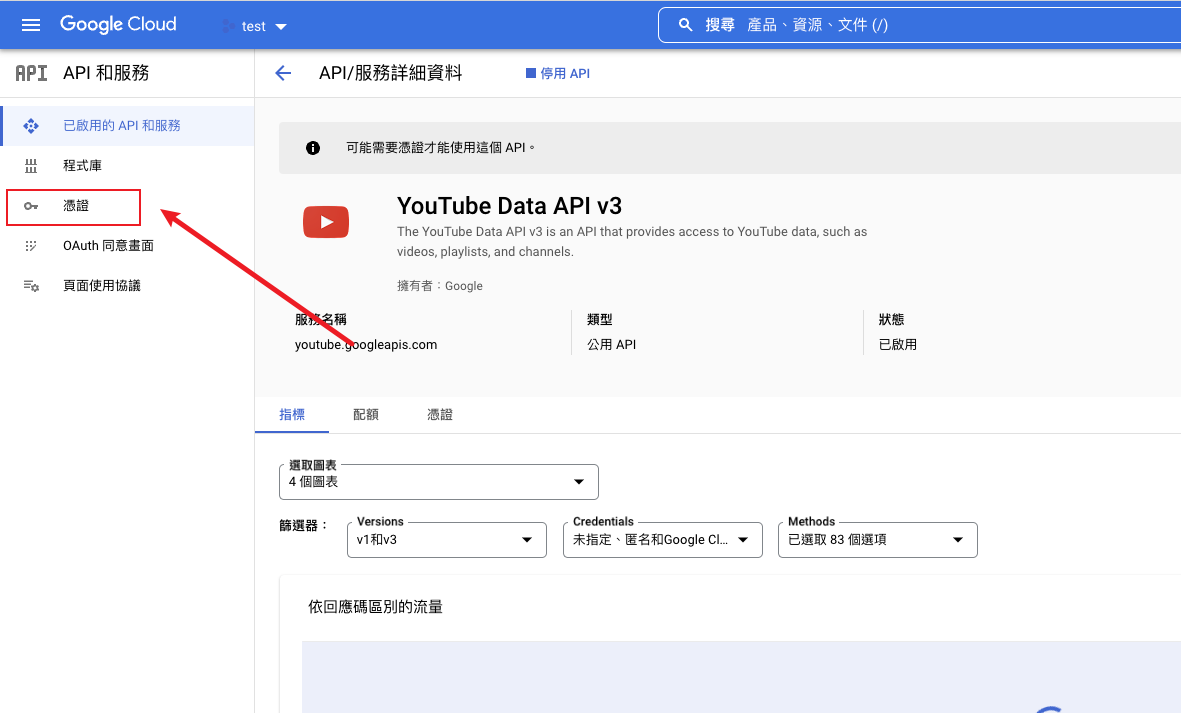 Google Cloud
test
搜尋 產品、資源、文件 (/)
API API 和服務
API/服務詳細資料
停用 API
已啟用的 API 和服務
程式庫
憑證
OAuth 同意畫面
頁面使用協議
可能需要憑證才能使用這個 API。
YouTube Data API v3
The YouTube Data API v3 is an API that provides access to YouTube data, such as
videos, playlists, and channels.
擁有者：Google
服務名稱
youtube.googleapis.com
類型
公用 API
狀態
已啟用
指標
配額
憑證
選取圖表
4 個圖表
篩選器：
Versions
v1和v3
Credentials
未指定、匿名和Google Cl...
Methods
已選取 83 個選項
依回應碼區別的流量